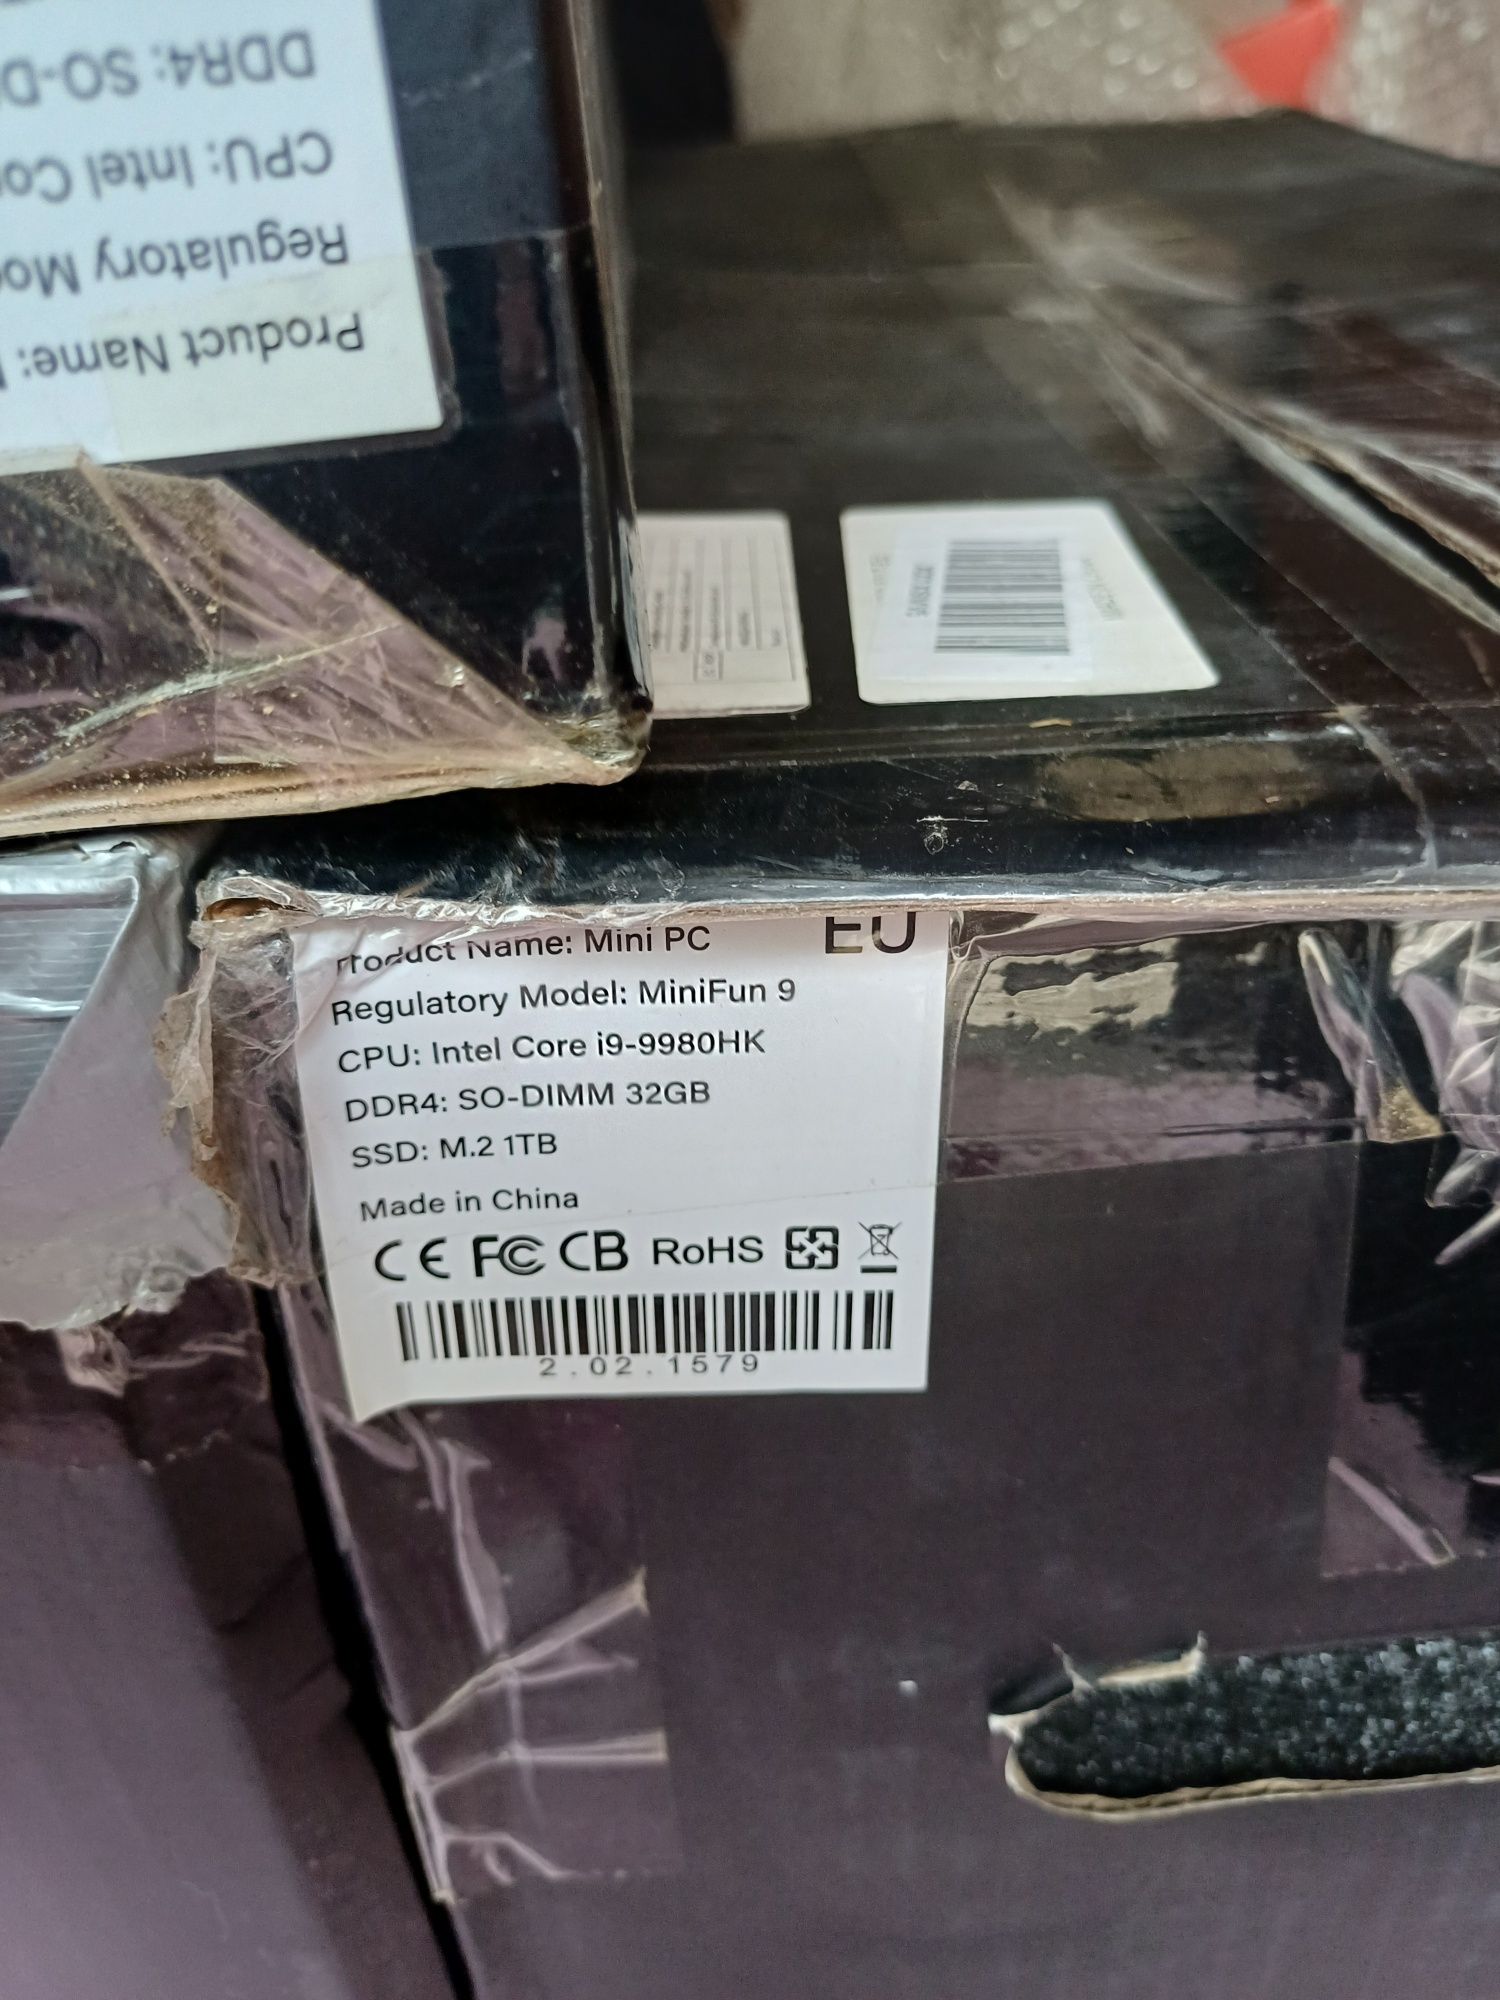 DDR4: SO-D
CPU: Intel Co
Regulatory Mo
Product Name:
EU
Product Name: Mini PC
Regulatory Model: MiniFun 9
CPU: Intel Core i9-9980HK
DDR4: SO-DIMM 32GB
SSD: M.2 1TB
Made in China
CE FC CB RoHS
2.02.1579